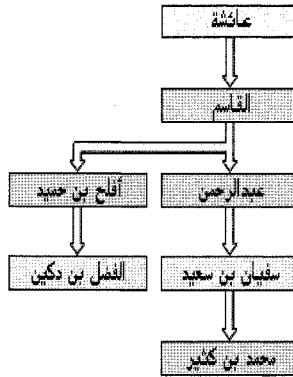 عائشة
القاسم
عبدالرحمن
أفلح بن حميد
سفيان بن سعيد
الفضل بن دكين
محمد بن كثير